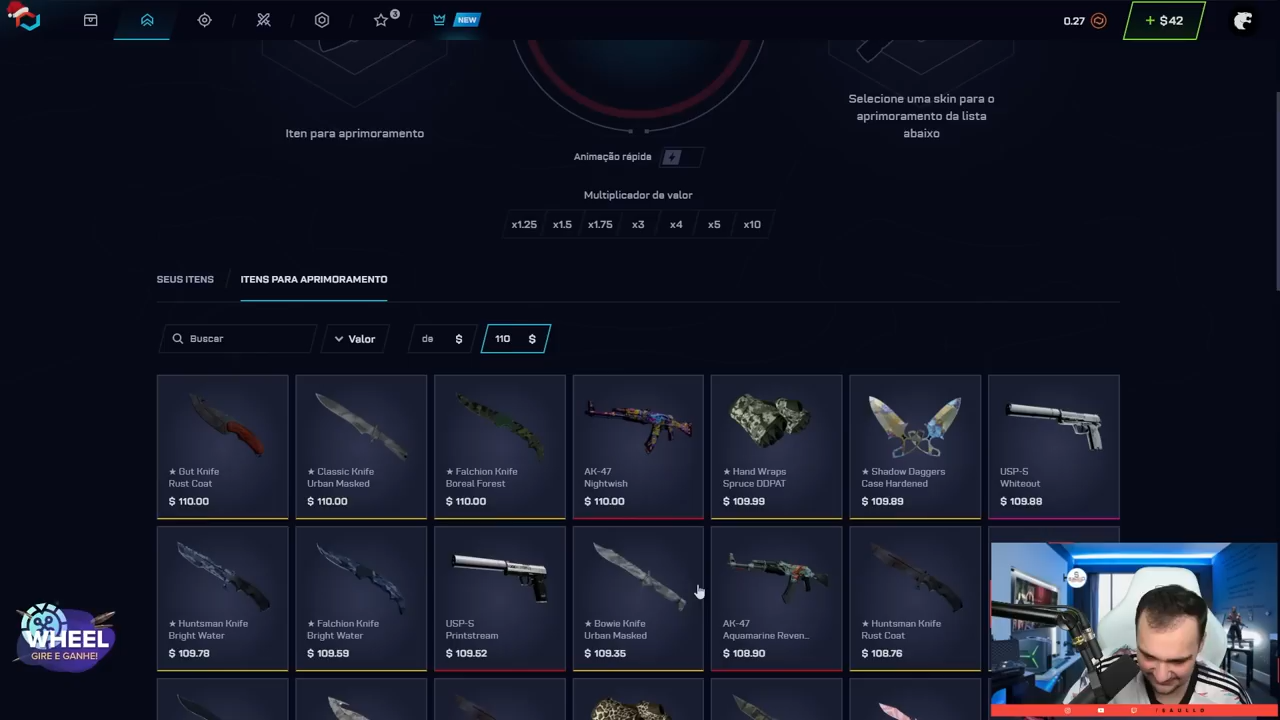 3
NEW
0.27
+ $42
Iten para aprimoramento
Selecione uma skin para o
aprimoramento da lista
abaixo
Animação rápida
Multiplicador de valor
x1.25 x1.5 x1.75 x3 x4 x5 x10
SEUS ITENS
ITENS PARA APRIMORAMENTO
Buscar
Valor
de $
110 $
★ Gut Knife
Rust Coat
$ 110.00
★ Classic Knife
Urban Masked
$ 110.00
★ Falchion Knife
Boreal Forest
$ 110.00
AK-47
Nightwish
$ 110.00
★ Hand Wraps
Spruce DDPAT
$ 109.99
★ Shadow Daggers
Case Hardened
$ 109.89
USP-S
Whiteout
$ 109.88
★ Huntsman Knife
Bright Water
$ 109.78
★ Falchion Knife
Bright Water
$ 109.59
USP-S
Printstream
$ 109.52
★ Bowie Knife
Urban Masked
$ 109.35
AK-47
Aquamarine Reven...
$ 108.90
★ Huntsman Knife
Rust Coat
$ 108.76
WHEEL
GIRE E GANHE!